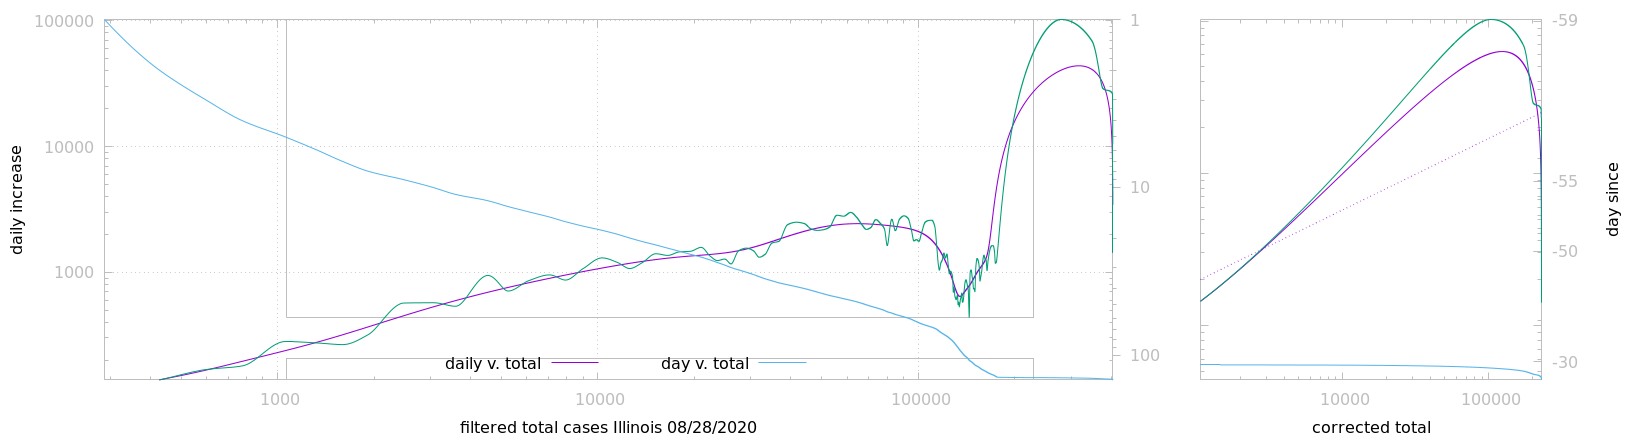 100000
10000
1000
daily increase
1
10
100
daily v. total
day v. total
1000
10000
100000
filtered total cases Illinois 08/28/2020
-59
-55
-50
-30
day since
10000
100000
corrected total